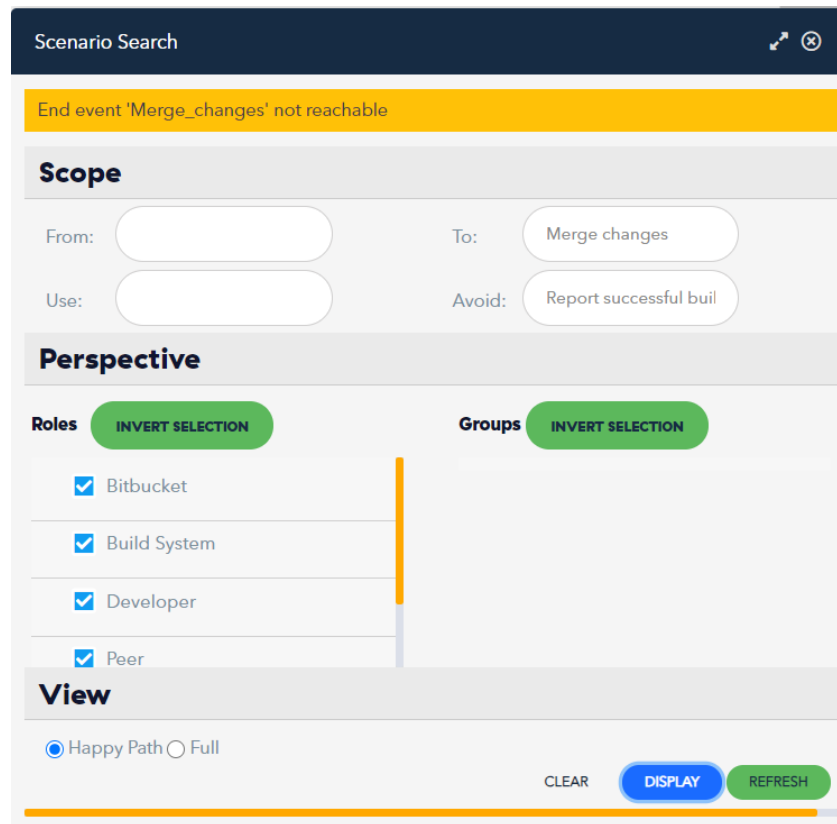 Scenario Search
End event 'Merge_changes' not reachable
Scope
From:
To: Merge changes
Use:
Avoid: Report successful buil
Perspective
Roles INVERT SELECTION
Groups INVERT SELECTION
Bitbucket
Build System
Developer
Peer
View
Happy Path Full
CLEAR DISPLAY REFRESH